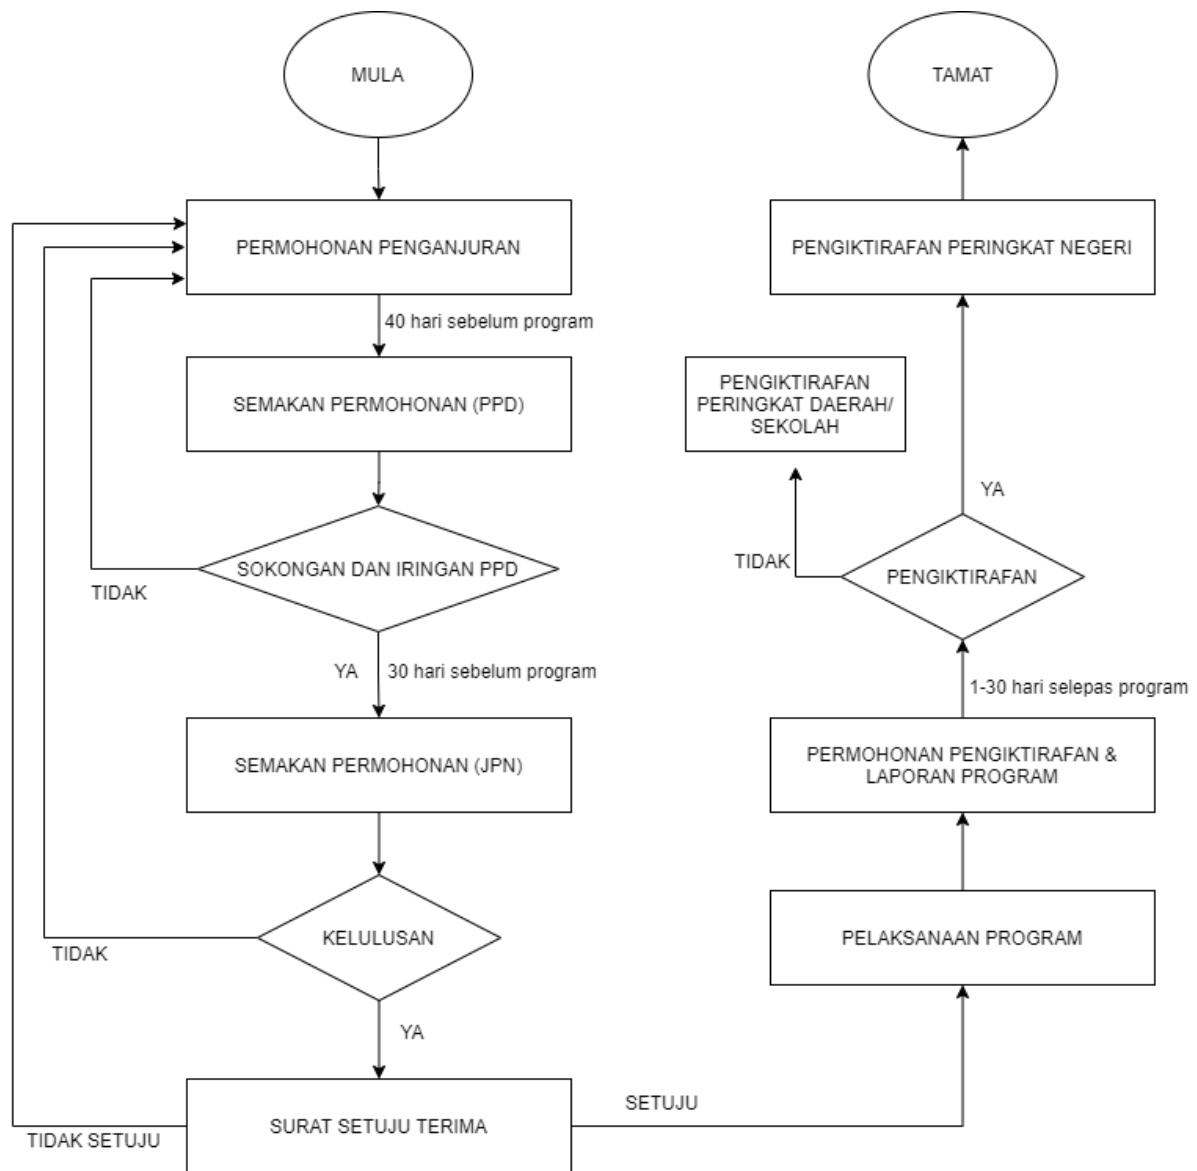 MULA
PERMOHONAN PENGANJURAN
40 hari sebelum program
SEMAKAN PERMOHONAN (PPD)
SOKONGAN DAN IRINGAN PPD
TIDAK
YA
30 hari sebelum program
SEMAKAN PERMOHONAN (JPN)
KELULUSAN
TIDAK
YA
SURAT SETUJU TERIMA
TIDAK SETUJU
SETUJU
PELAKSANAAN PROGRAM
PERMOHONAN PENGIKTIRAFAN &
LAPORAN PROGRAM
1-30 hari selepas program
PENGIKTIRAFAN
TIDAK
PENGIKTIRAFAN
PERINGKAT DAERAH/
SEKOLAH
YA
PENGIKTIRAFAN PERINGKAT NEGERI
TAMAT